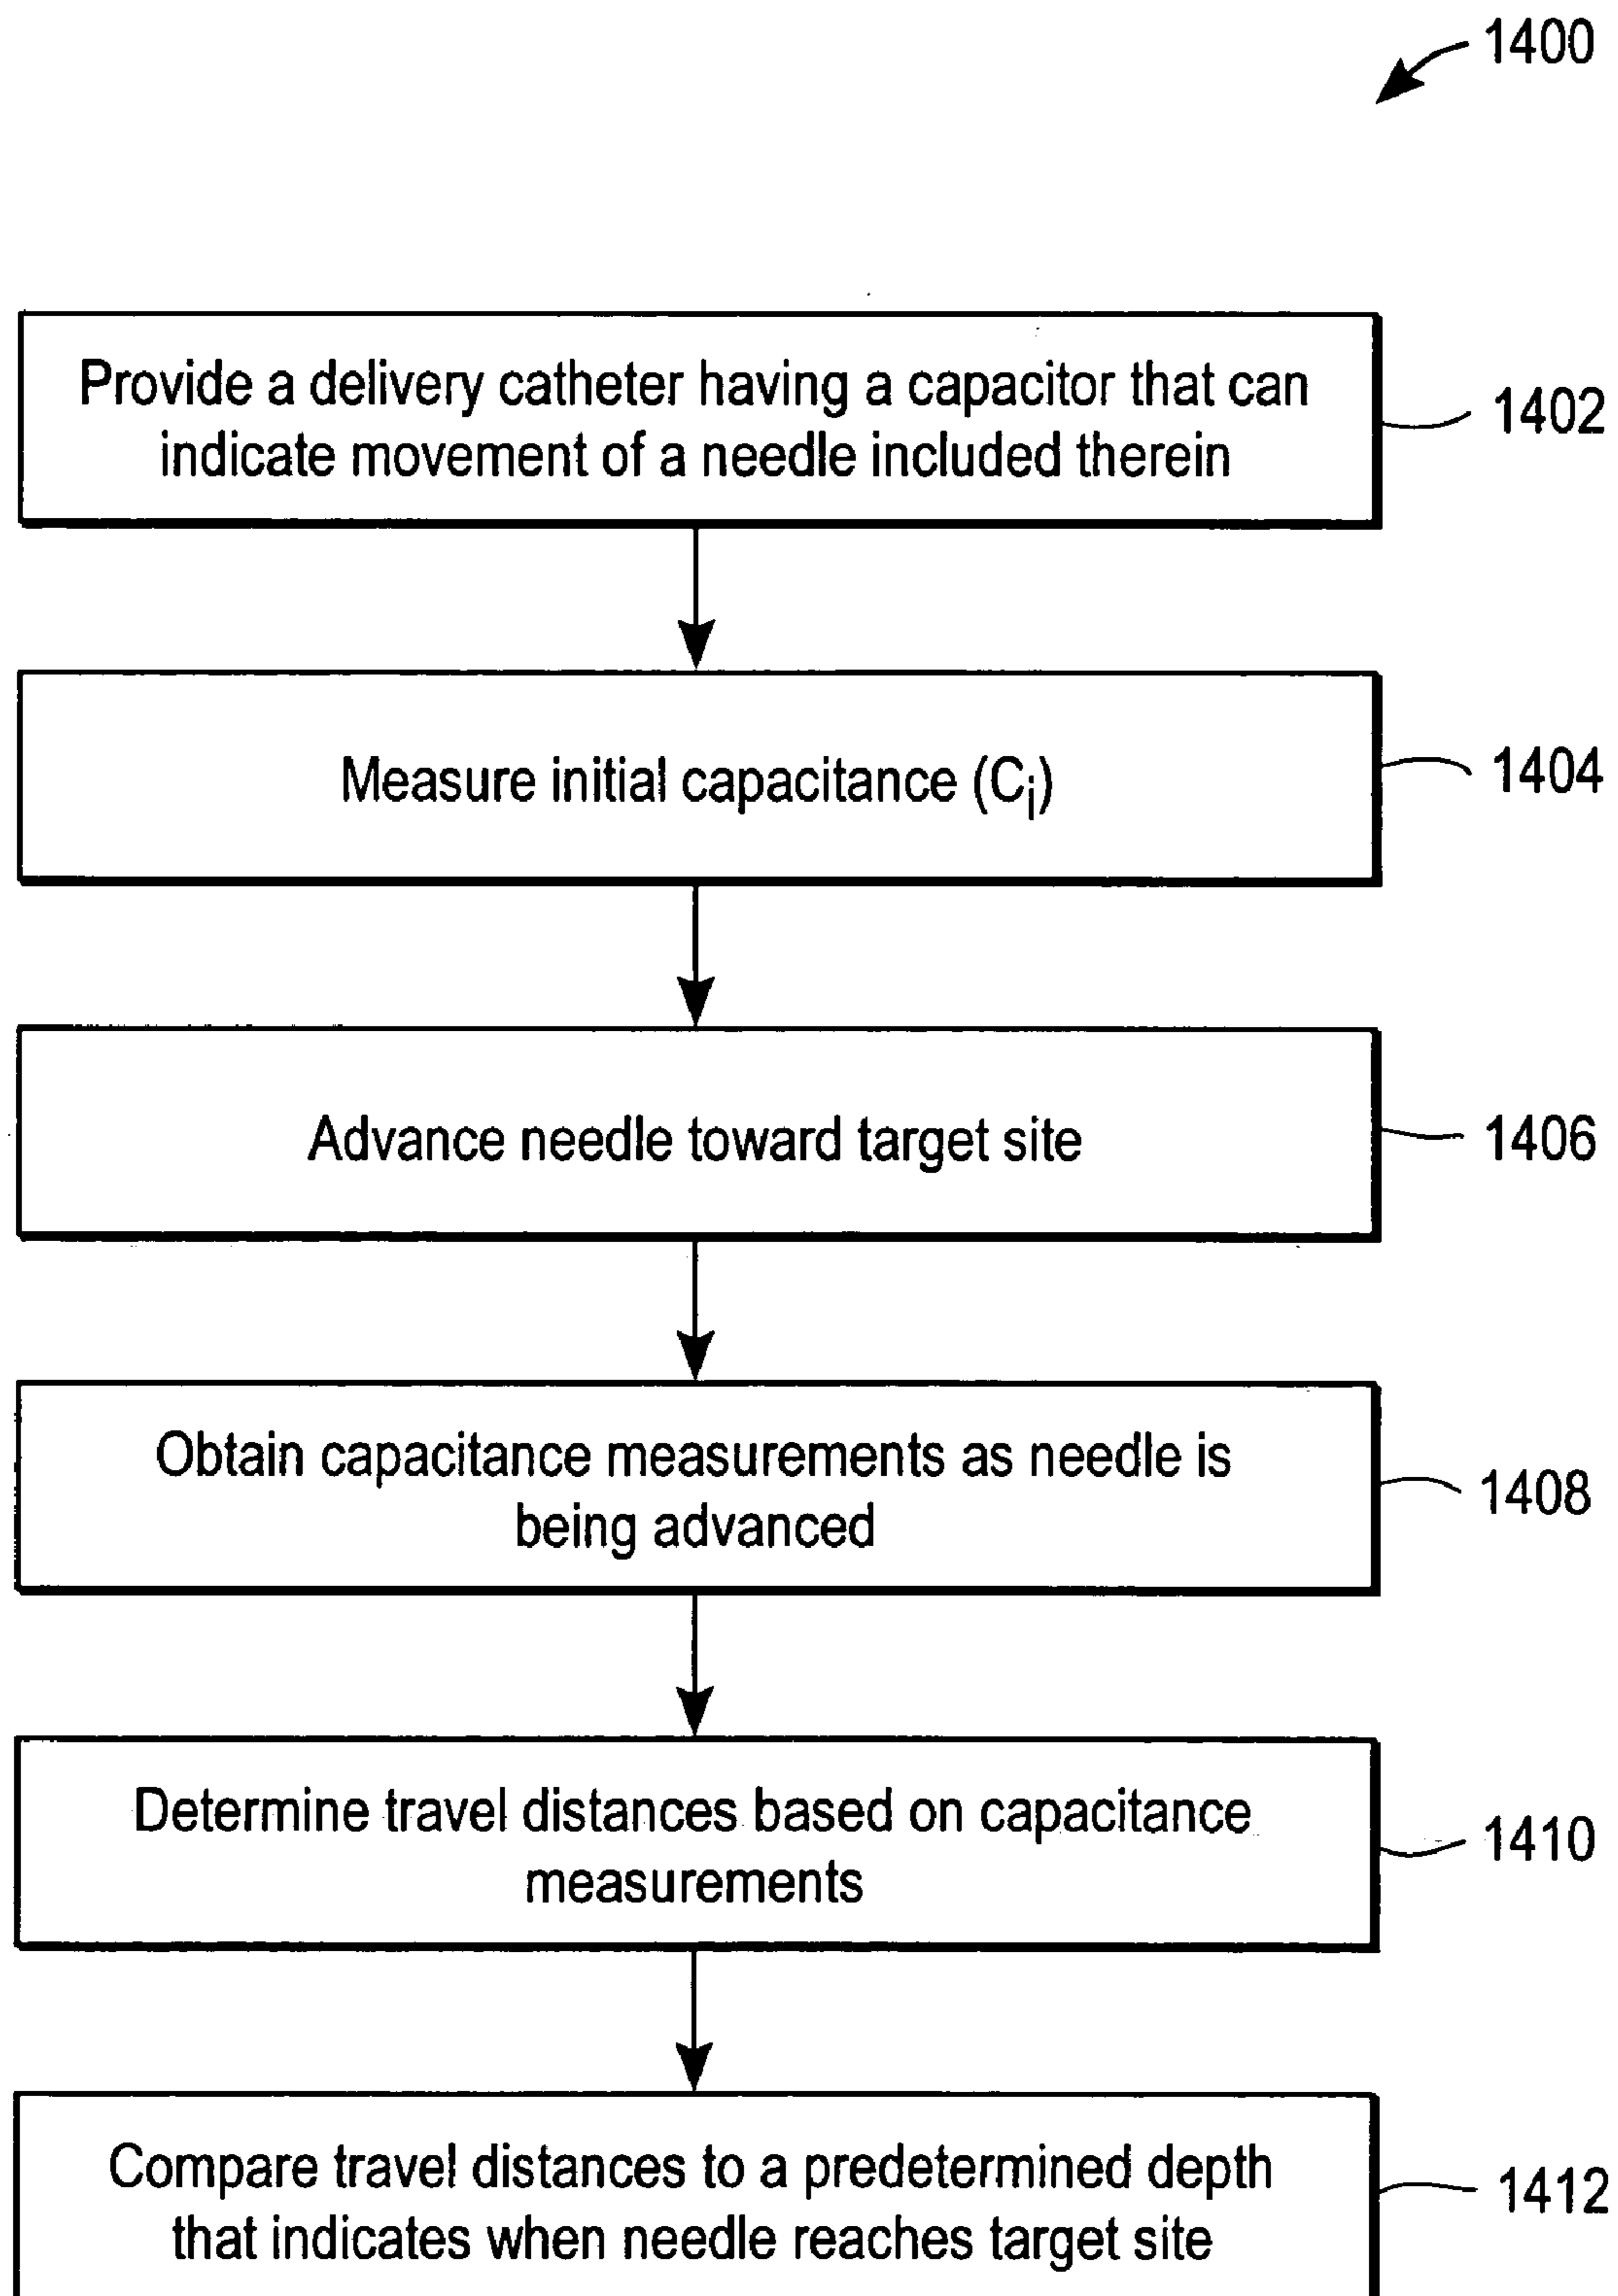 1400
Provide a delivery catheter having a capacitor that can
indicate movement of a needle included therein
1402
Measure initial capacitance (Ci)
1404
Advance needle toward target site
1406
Obtain capacitance measurements as needle is
being advanced
1408
Determine travel distances based on capacitance
measurements
1410
Compare travel distances to a predetermined depth
that indicates when needle reaches target site
1412